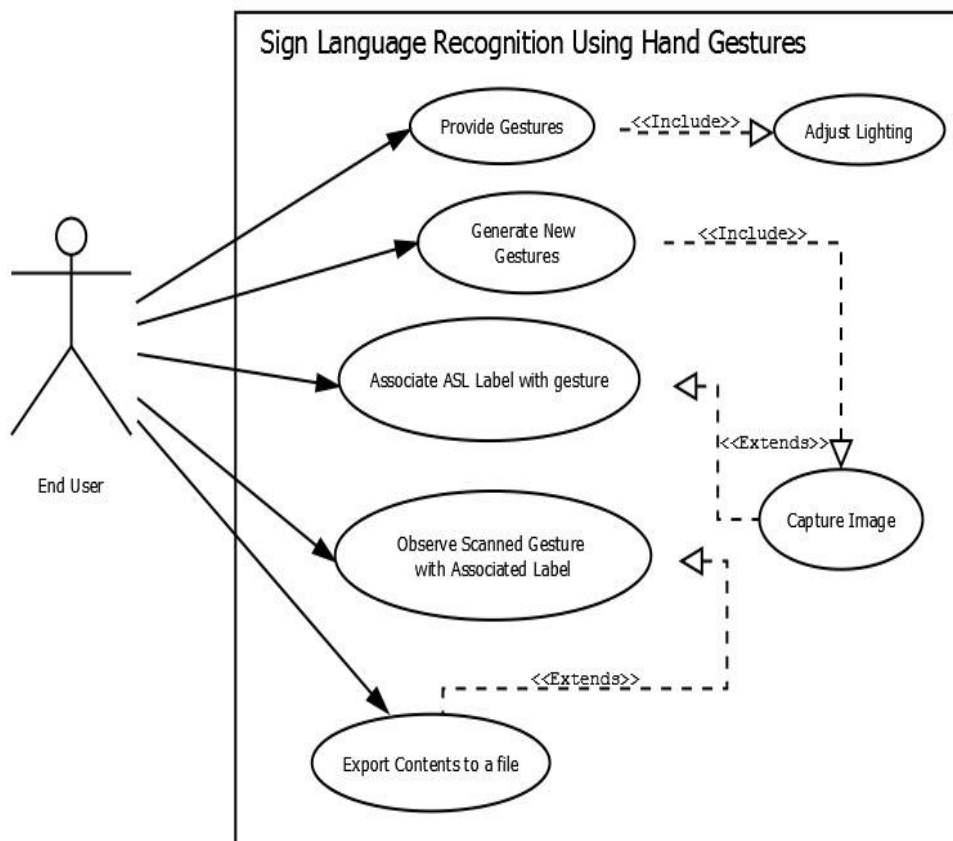 Sign Language Recognition Using Hand Gestures
Provide Gestures
<<Include>>
Adjust Lighting
Generate New
Gestures
<<Include>>
Associate ASL Label with gesture
<<Extends>>
End User
Capture Image
Observe Scanned Gesture
with Associated Label
<<Extends>>
Export Contents to a file